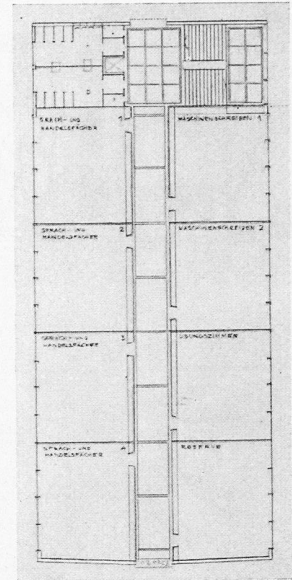 SPRACH- UND
HANDELSFÄCHER 1
MASCHINENSCHREIBEN 1
SPRACH- UND
HANDELSFÄCHER 2
MASCHINENSCHREIBEN 2
SPRACH- UND
HANDELSFÄCHER 3
ÜBUNGSZIMMER
SPRACH- UND
HANDELSFÄCHER 4
RESERVE